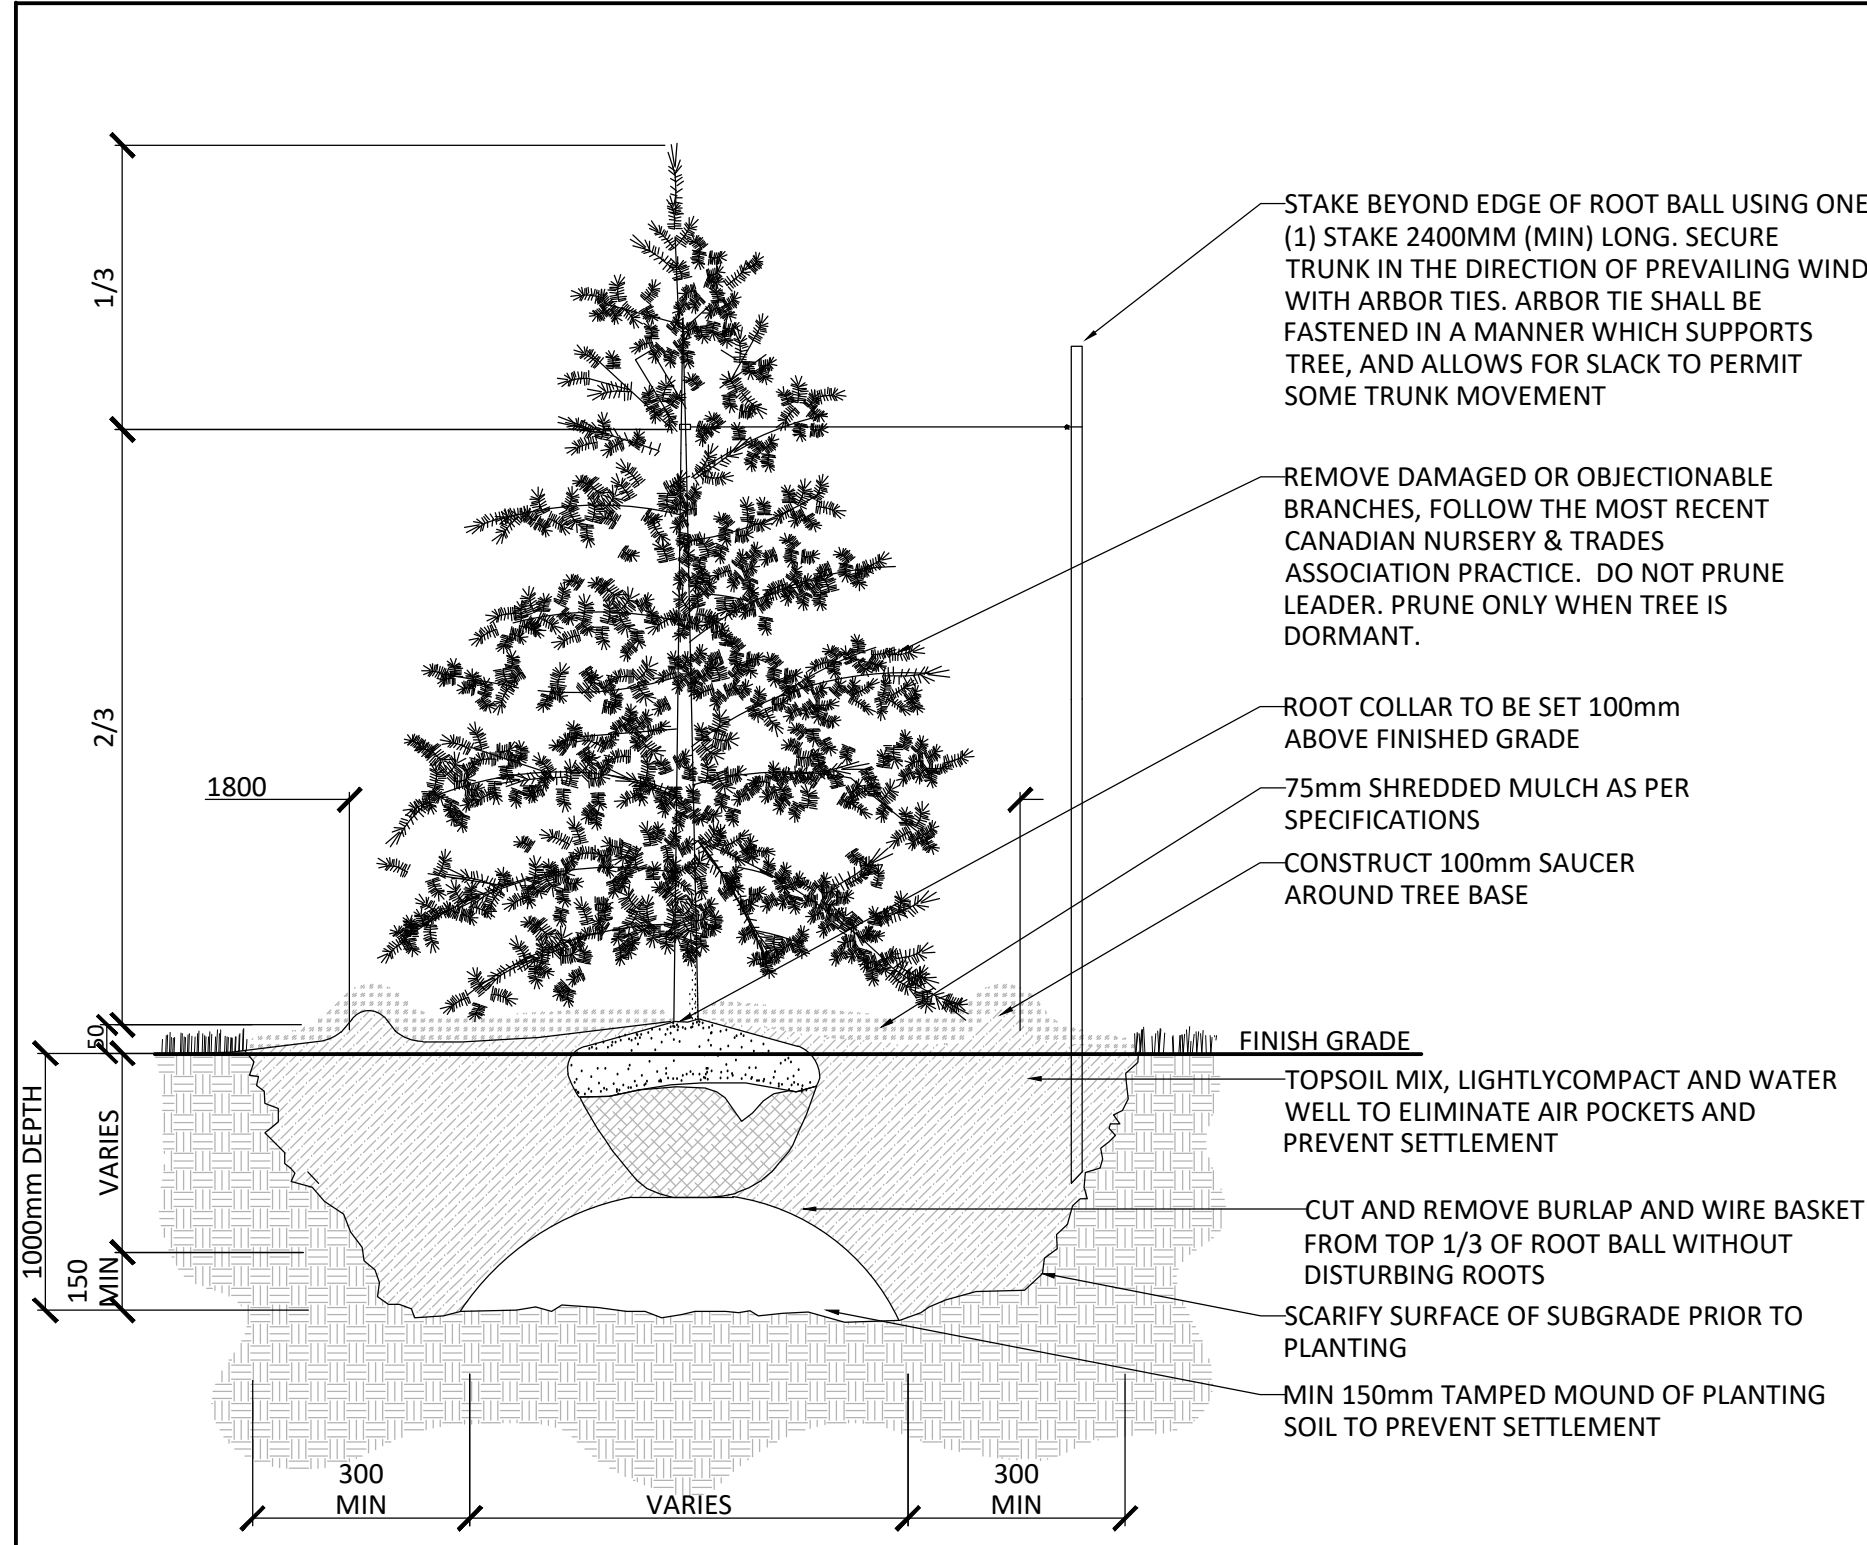 STAKE BEYOND EDGE OF ROOT BALL USING ONE
(1) STAKE 2400MM (MIN) LONG. SECURE
TRUNK IN THE DIRECTION OF PREVAILING WIND
WITH ARBOR TIES. ARBOR TIE SHALL BE
FASTENED IN A MANNER WHICH SUPPORTS
TREE, AND ALLOWS FOR SLACK TO PERMIT
SOME TRUNK MOVEMENT
REMOVE DAMAGED OR OBJECTIONABLE
BRANCHES, FOLLOW THE MOST RECENT
CANADIAN NURSERY & TRADES
ASSOCIATION PRACTICE. DO NOT PRUNE
LEADER. PRUNE ONLY WHEN TREE IS
DORMANT.
ROOT COLLAR TO BE SET 100mm
ABOVE FINISHED GRADE
75mm SHREDDED MULCH AS PER
SPECIFICATIONS
CONSTRUCT 100mm SAUCER
AROUND TREE BASE
FINISH GRADE
TOPSOIL MIX, LIGHTLYCOMPACT AND WATER
WELL TO ELIMINATE AIR POCKETS AND
PREVENT SETTLEMENT
CUT AND REMOVE BURLAP AND WIRE BASKET
FROM TOP 1/3 OF ROOT BALL WITHOUT
DISTURBING ROOTS
SCARIFY SURFACE OF SUBGRADE PRIOR TO
PLANTING
MIN 150mm TAMPED MOUND OF PLANTING
SOIL TO PREVENT SETTLEMENT
1/3
2/3
1800
50
1000mm DEPTH
VARIES
150
MIN
300
MIN
VARIES
300
MIN